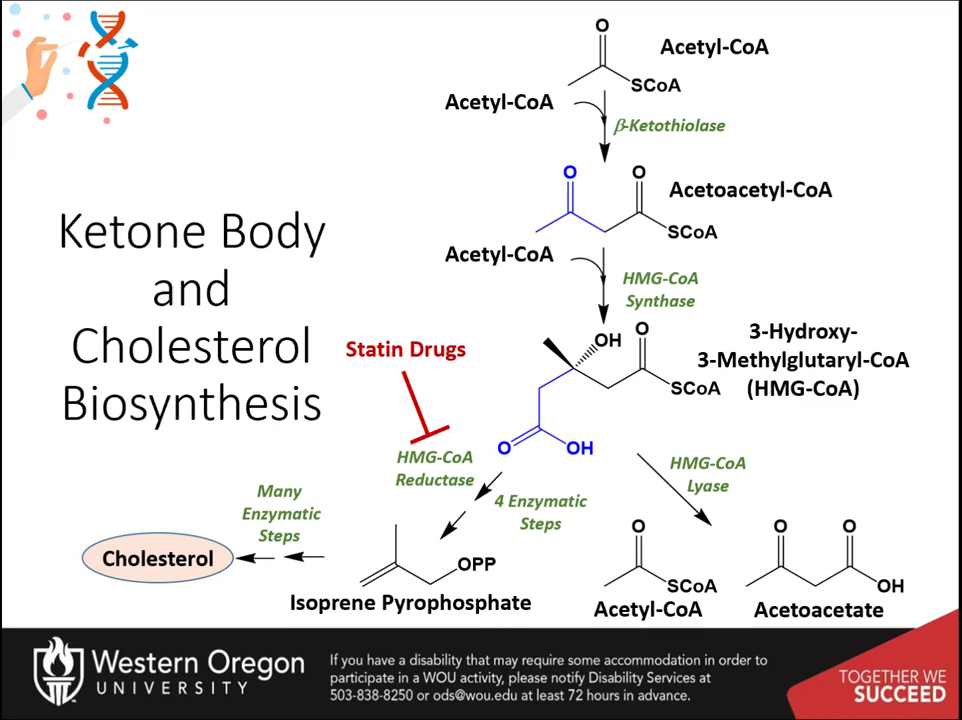 Ketone Body
and
Cholesterol
Biosynthesis
O
Acetyl-CoA
SCoA
Acetyl-CoA
β-Ketothiolase
O
O
Acetoacetyl-CoA
SCoA
Acetyl-CoA
HMG-CoA
Synthase
OH
O
3-Hydroxy-
3-Methylglutaryl-CoA
(HMG-CoA)
SCoA
O
OH
Statin Drugs
HMG-CoA
Reductase
4 Enzymatic
Steps
HMG-CoA
Lyase
Many
Enzymatic
Steps
Cholesterol
OPP
Isoprene Pyrophosphate
O
SCoA
Acetyl-CoA
O
O
OH
Acetoacetate
Western Oregon
UNIVERSITY
If you have a disability that may require some accommodation in order to
participate in a WOU activity, please notify Disability Services at
503-838-8250 or ods@wou.edu at least 72 hours in advance.
TOGETHER WE
SUCCEED